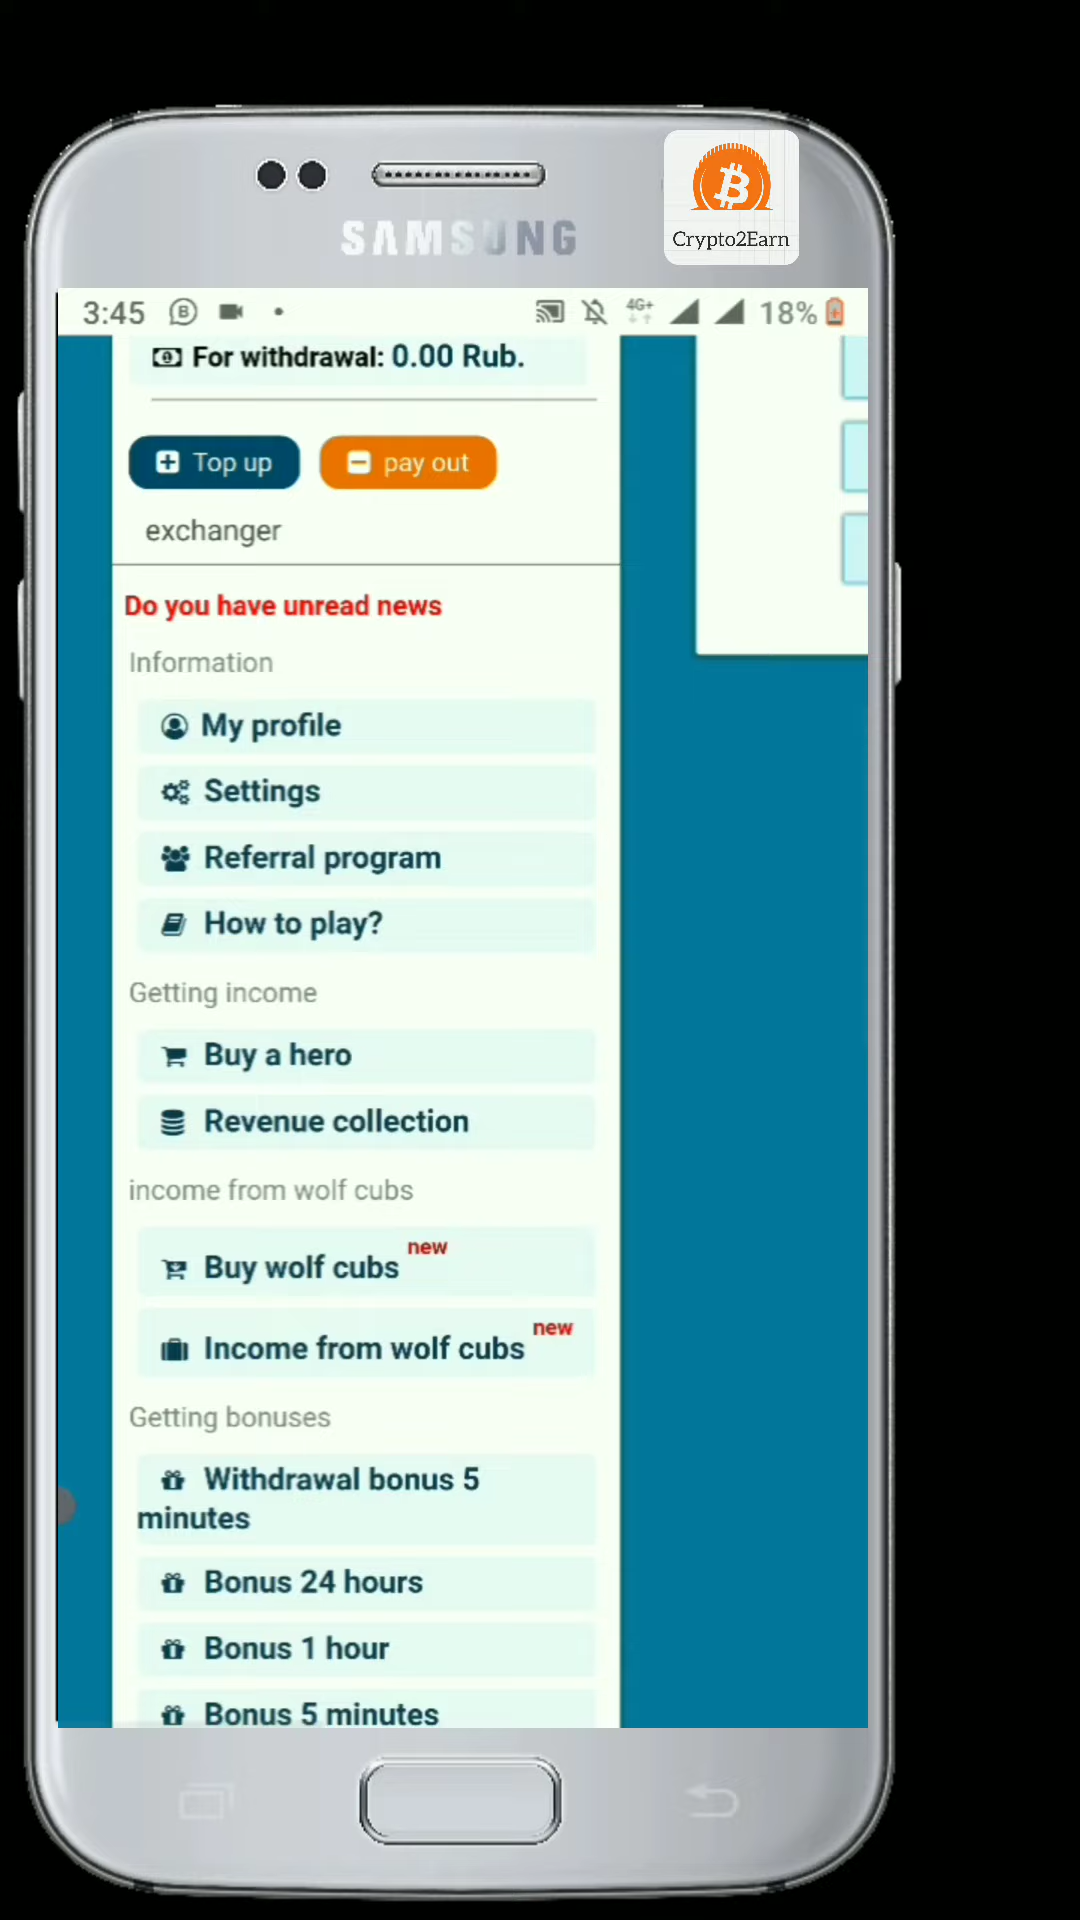 SAMSUNG
B
Crypto2Earn
3:45
B
4G+
18%
For withdrawal: 0.00 Rub.
Top up
pay out
exchanger
Do you have unread news
Information
My profile
Settings
Referral program
How to play?
Getting income
Buy a hero
Revenue collection
income from wolf cubs
Buy wolf cubs new
Income from wolf cubs new
Getting bonuses
Withdrawal bonus 5
minutes
Bonus 24 hours
Bonus 1 hour
Bonus 5 minutes